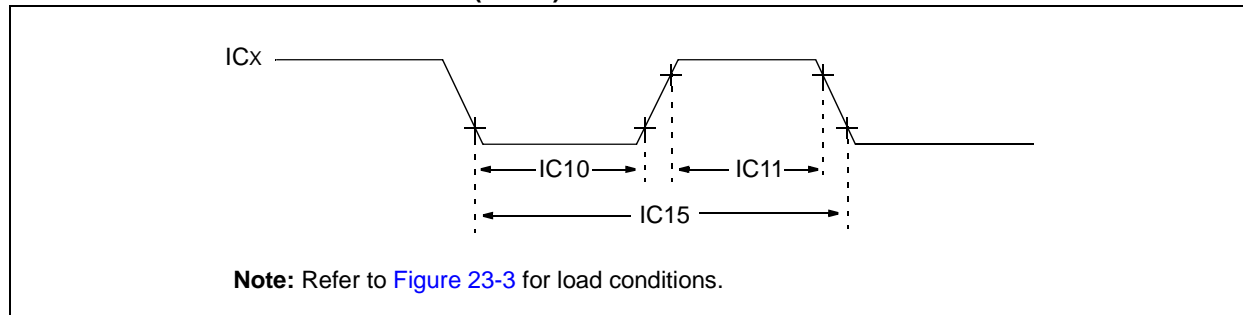 ICx
IC10
IC11
IC15
Note: Refer to Figure 23-3 for load conditions.